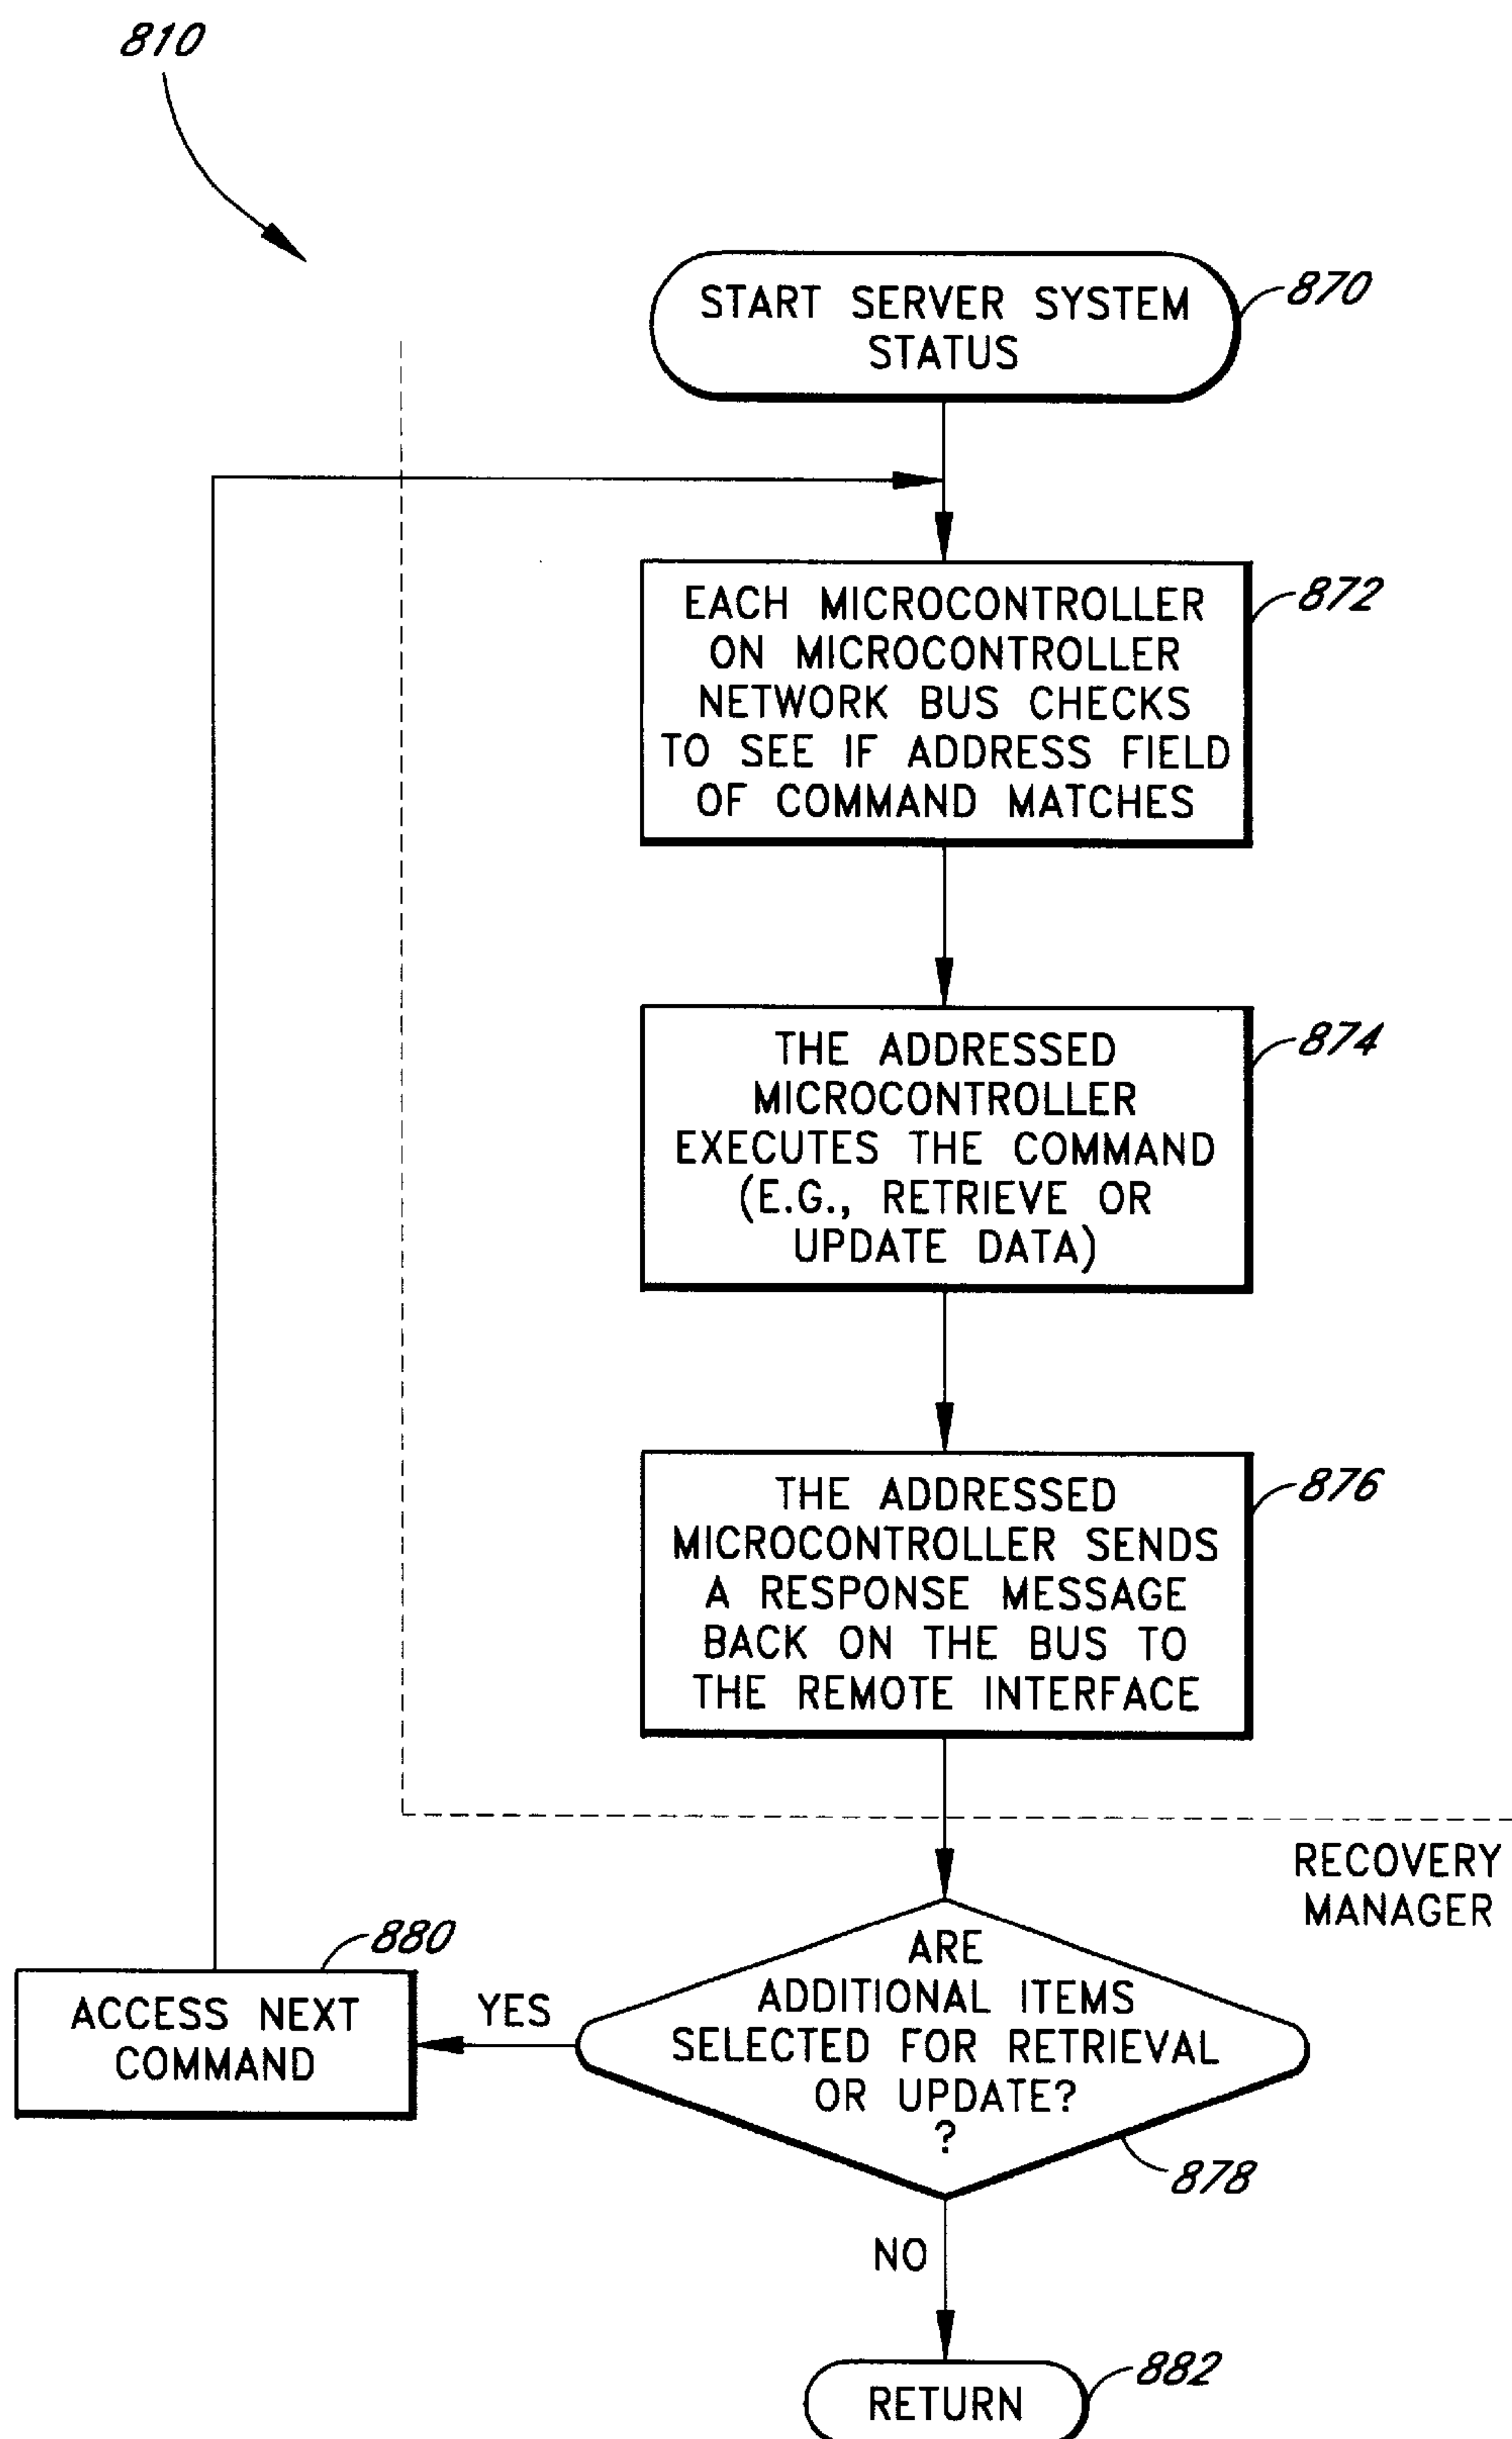 810
START SERVER SYSTEM
STATUS
870
EACH MICROCONTROLLER
ON MICROCONTROLLER
NETWORK BUS CHECKS
TO SEE IF ADDRESS FIELD
OF COMMAND MATCHES
872
THE ADDRESSED
MICROCONTROLLER
EXECUTES THE COMMAND
(E.G., RETRIEVE OR
UPDATE DATA)
874
THE ADDRESSED
MICROCONTROLLER SENDS
A RESPONSE MESSAGE
BACK ON THE BUS TO
THE REMOTE INTERFACE
876
RECOVERY
MANAGER
ARE
ADDITIONAL ITEMS
SELECTED FOR RETRIEVAL
OR UPDATE?
?
878
YES
880
ACCESS NEXT
COMMAND
NO
RETURN
882